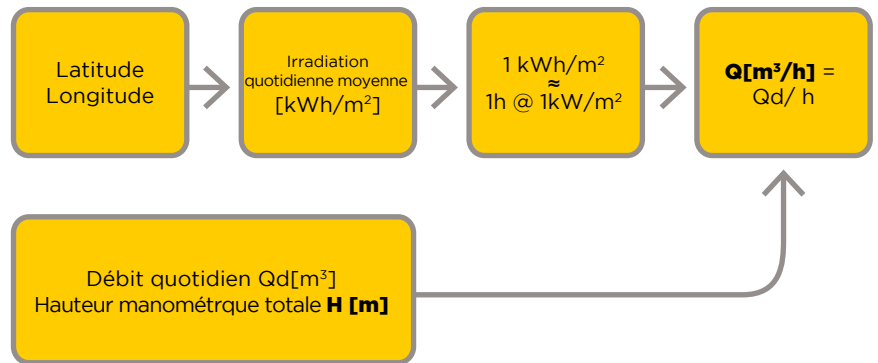 Latitude
Longitude
Irradiation
quotidienne moyenne
[kWh/m²]
1 kWh/m²
≈
1h @ 1kW/m²
Q[m³/h] =
Qd/ h
Débit quotidien Qd[m³]
Hauteur manométrque totale H [m]